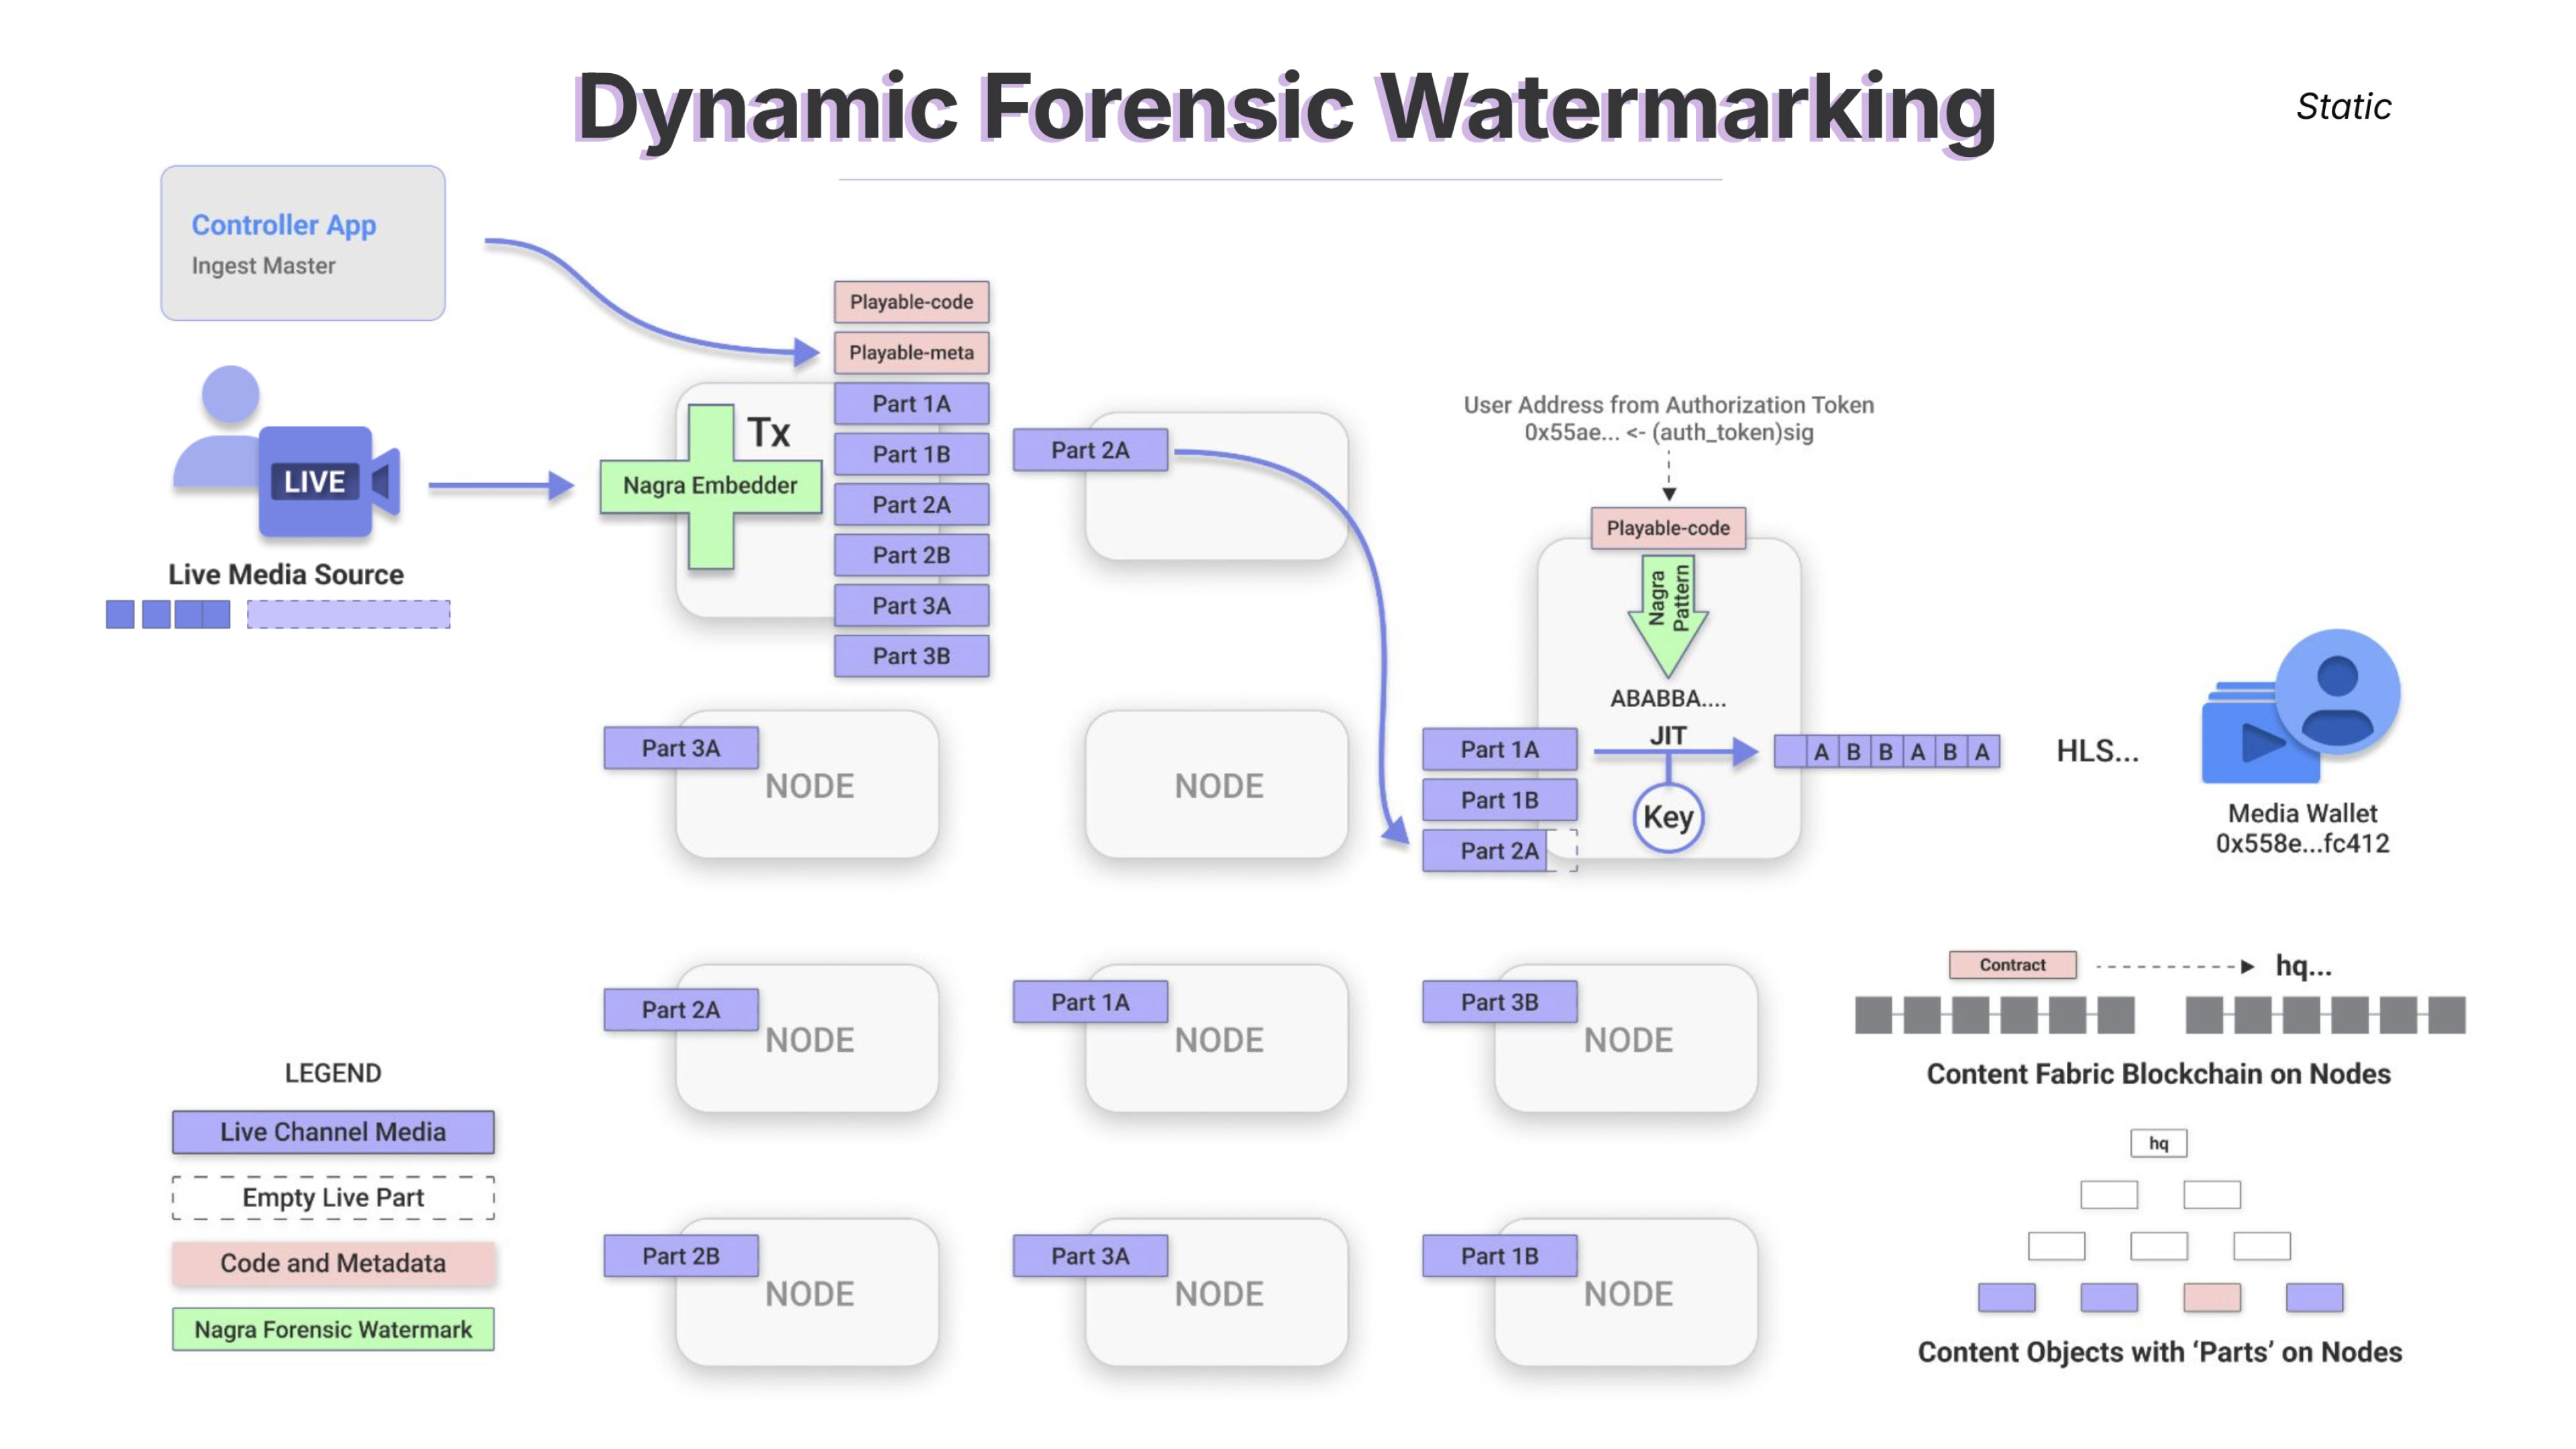 Dynamic Forensic Watermarking
Static
Controller App
Ingest Master
LIVE
Live Media Source
Playable-code
Playable-meta
Tx
Nagra Embedder
Part 1A
Part 1B
Part 2A
Part 2B
Part 3A
Part 3B
Part 2A
User Address from Authorization Token
0x55ae... <- (auth_token)sig
Playable-code
Nagra
Pattern
ABABBA....
JIT
Key
Part 1A
Part 1B
Part 2A
A B B A B A
HLS...
Media Wallet
0x558e...fc412
Part 3A
NODE
NODE
Part 2A
NODE
Part 1A
NODE
Part 3B
NODE
Part 2B
NODE
Part 3A
NODE
Part 1B
NODE
Contract
hq...
Content Fabric Blockchain on Nodes
hq
Content Objects with ‘Parts’ on Nodes
LEGEND
Live Channel Media
Empty Live Part
Code and Metadata
Nagra Forensic Watermark